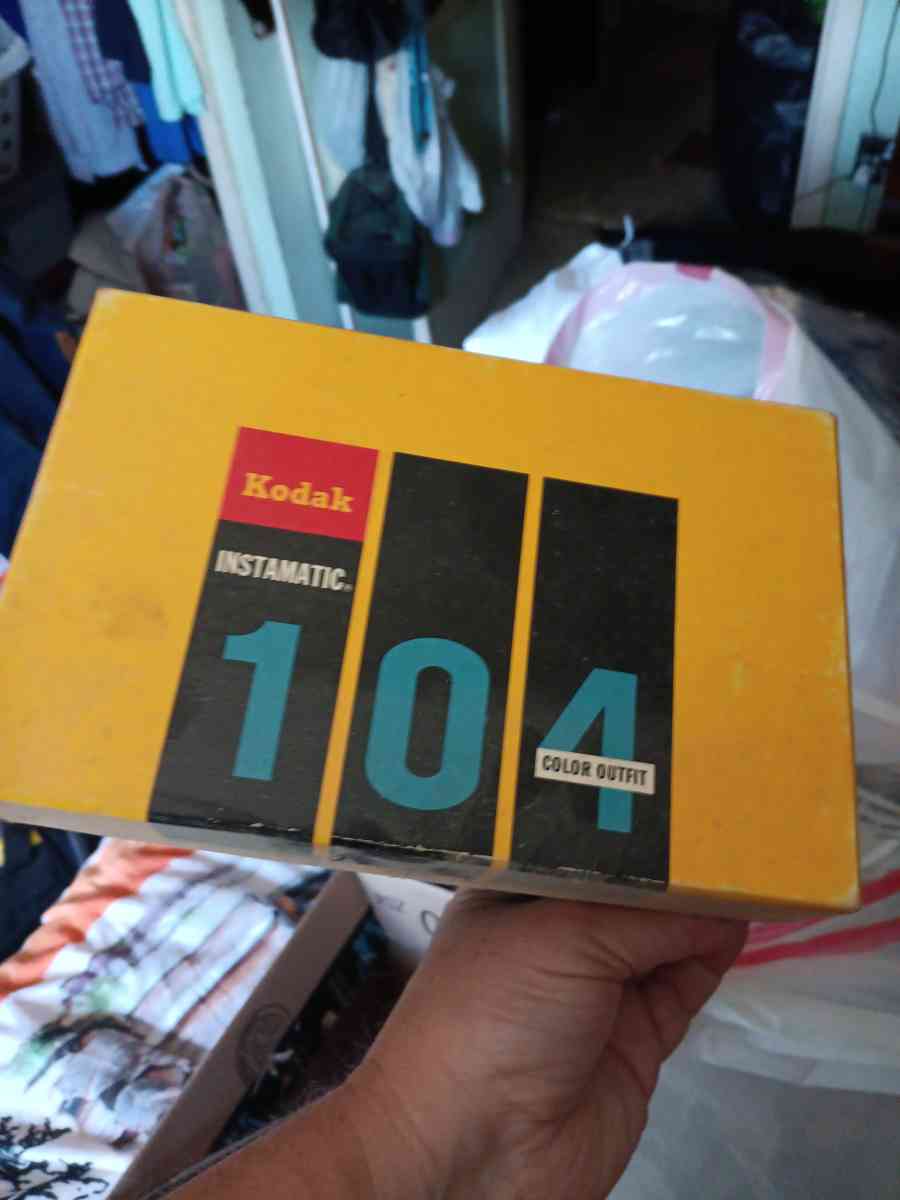 Kodak
INSTAMATIC®
104
COLOR OUTFIT